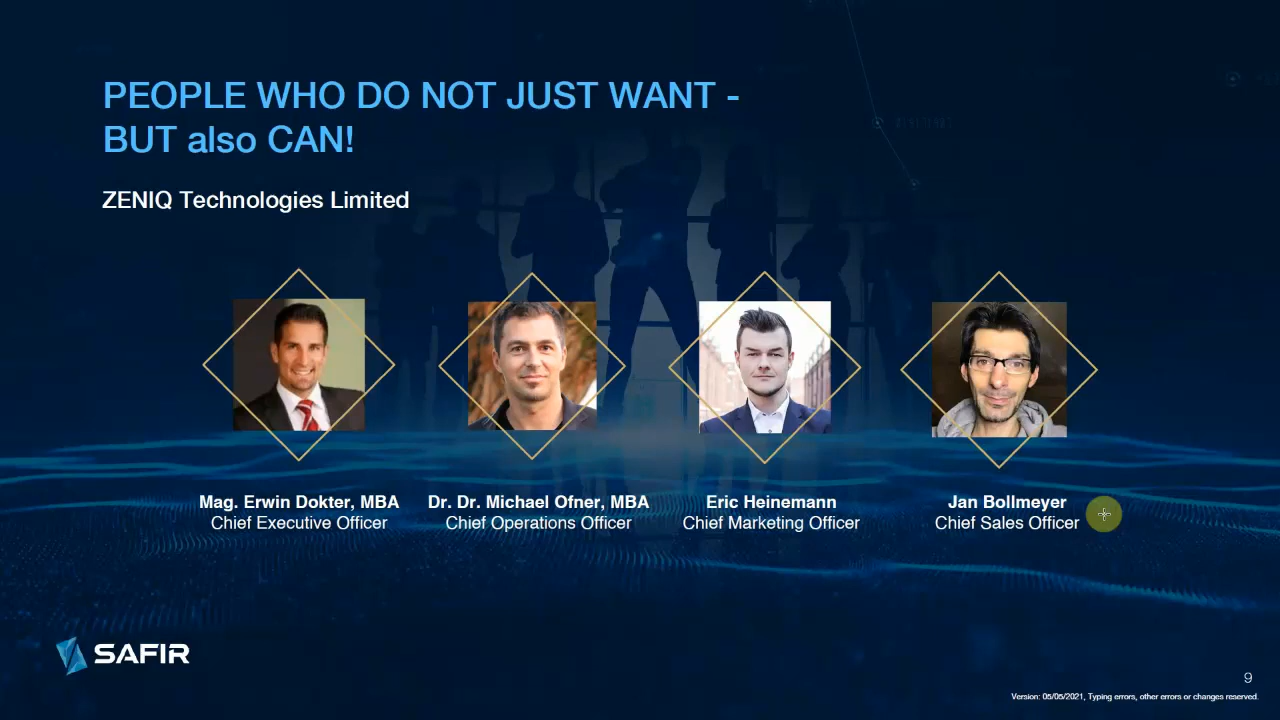 PEOPLE WHO DO NOT JUST WANT -
BUT also CAN!
ZENIQ Technologies Limited
Mag. Erwin Dokter, MBA
Chief Executive Officer
Dr. Dr. Michael Ofner, MBA
Chief Operations Officer
Eric Heinemann
Chief Marketing Officer
Jan Bollmeyer
Chief Sales Officer
SAFIR
9
Version: 05/05/2021, Typing errors, other errors or changes reserved.